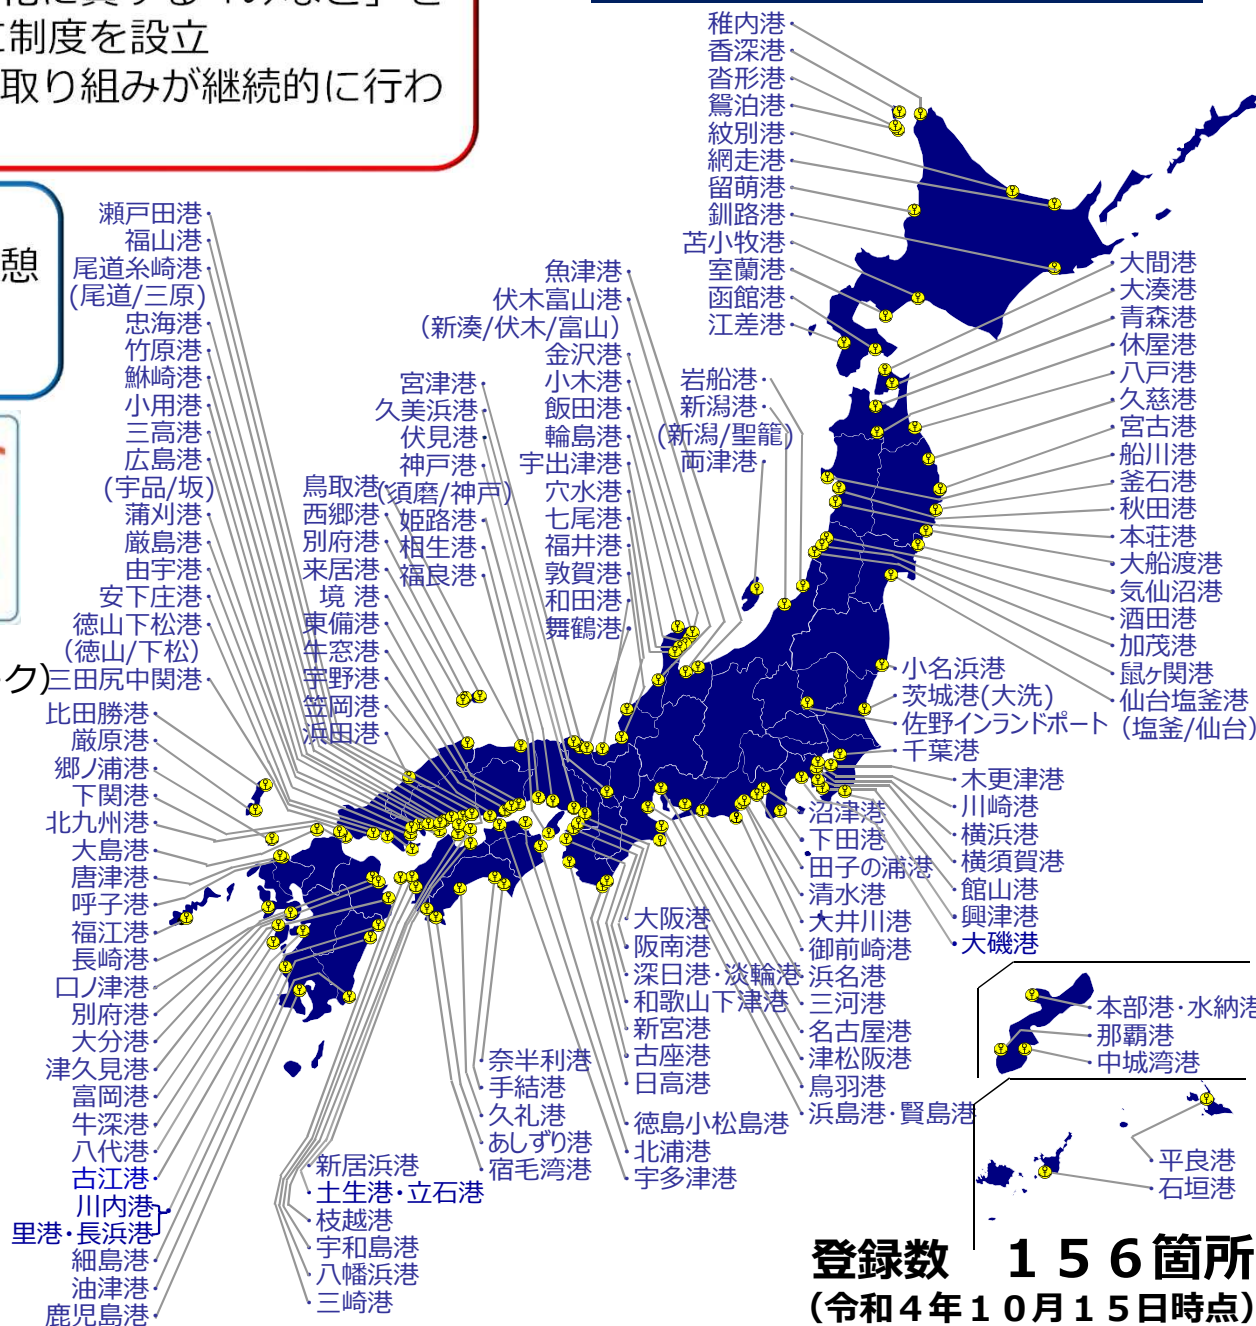 化に資する「みなと」を
に制度を設立
取り組みが継続的に行わ
憩
ク)
稚内港
香深港
沓形港
鴛泊港
紋別港
網走港
留萌港
釧路港
苫小牧港
室蘭港
函館港
江差港
瀬戸田港
福山港
尾道糸崎港
(尾道/三原)
忠海港
竹原港
鮴崎港
小用港
三高港
広島港
(宇品/坂)
蒲刈港
厳島港
由宇港
安下庄港
徳山下松港
(徳山/下松)
三田尻中関港
比田勝港
厳原港
郷ノ浦港
下関港
北九州港
大島港
唐津港
呼子港
福江港
長崎港
口ノ津港
別府港
大分港
津久見港
富岡港
牛深港
八代港
古江港
川内港
里港・長浜港
細島港
油津港
鹿児島港
鳥取港
西郷港
別府港
来居港
境 港
東備港
牛窓港
宇野港
笠岡港
浜田港
宮津港
久美浜港
伏見港
神戸港
(須磨/神戸)
姫路港
相生港
福良港
魚津港
伏木富山港
(新湊/伏木/富山)
金沢港
小木港
飯田港
輪島港
宇出津港
穴水港
七尾港
福井港
敦賀港
和田港
舞鶴港
岩船港
新潟港
(新潟/聖籠)
両津港
大間港
大湊港
青森港
休屋港
八戸港
久慈港
宮古港
船川港
釜石港
秋田港
本荘港
大船渡港
気仙沼港
酒田港
加茂港
鼠ヶ関港
仙台塩釜港
(塩釜/仙台)
小名浜港
茨城港(大洗)
佐野インランドポート
千葉港
木更津港
川崎港
横浜港
横須賀港
館山港
興津港
大磯港
沼津港
下田港
田子の浦港
清水港
大井川港
御前崎港
浜名港
三河港
名古屋港
津松阪港
鳥羽港
浜島港・賢島港
大阪港
阪南港
深日港・淡輪港
和歌山下津港
新宮港
古座港
日高港
徳島小松島港
北浦港
宇多津港
奈半利港
手結港
久礼港
あしずり港
宿毛湾港
新居浜港
土生港・立石港
枝越港
宇和島港
八幡浜港
三崎港
本部港・水納港
那覇港
中城湾港
平良港
石垣港
登録数 １５６箇所
（令和４年１０月１５日時点）